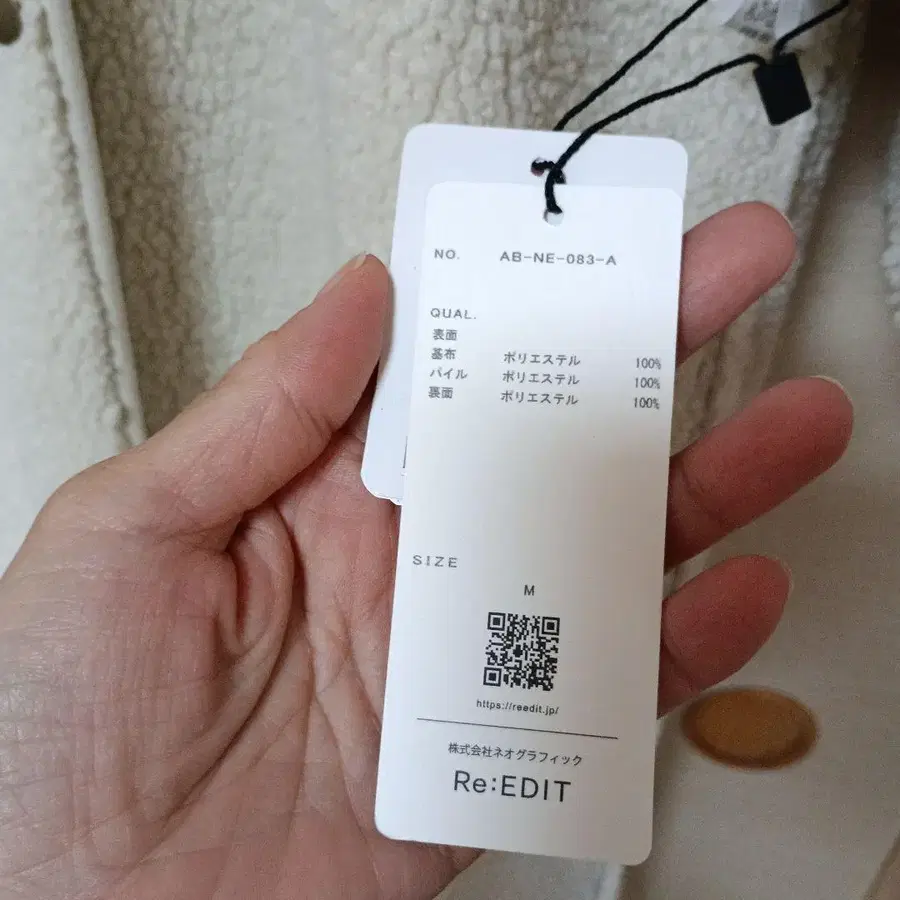 NO. AB-NE-083-A
QUAL.
表面
基布 ポリエステル 100%
パイル ポリエステル 100%
裏面 ポリエステル 100%
SIZE
M
https://reedit.jp/
株式会社ネオグラフィック
Re:EDIT